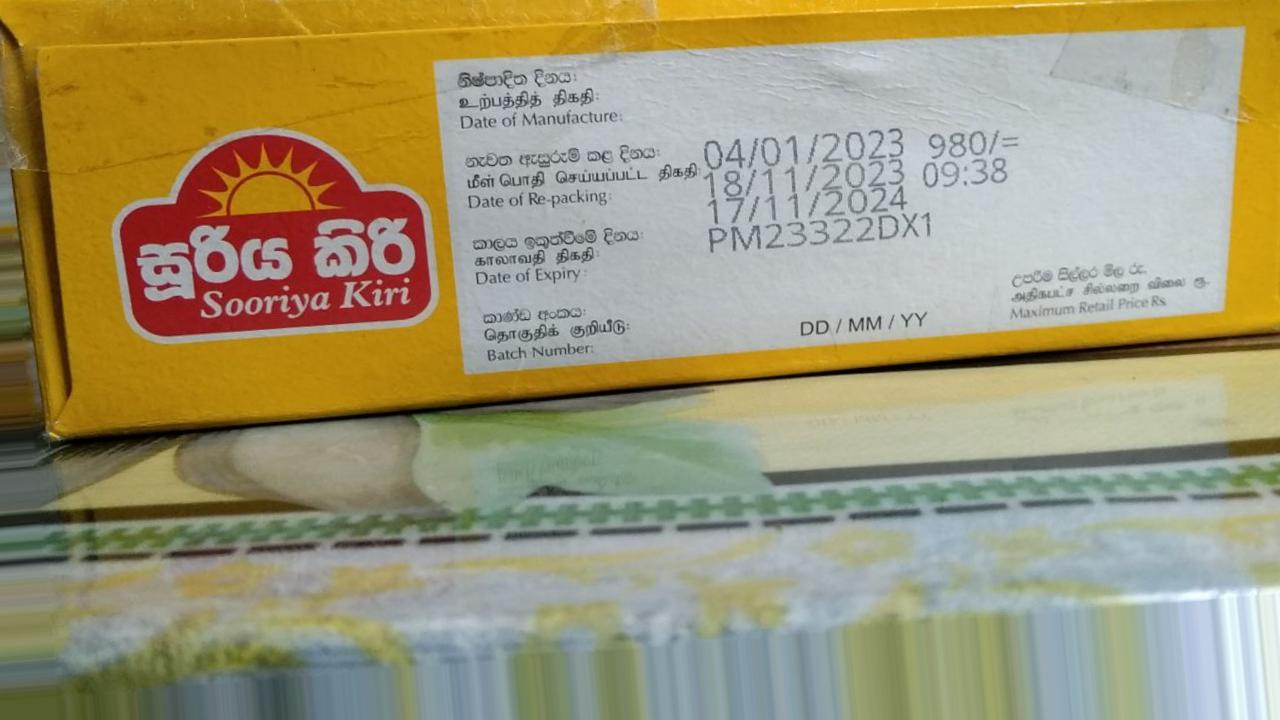 සූරිය කිරි
Sooriya Kiri
නිෂ්පාදිත දිනය:
உற்பத்தித் திகதி:
Date of Manufacture:
නැවත ඇසුරුම් කළ දිනය:
மீள் பொதி செய்யப்பட்ட திகதி:
Date of Re-packing:
කාලය ඉකුත්වීමේ දිනය:
காலாவதி திகதி:
Date of Expiry:
කාණ්ඩ අංකය:
தொகுதிக் குறியீடு:
Batch Number:
04/01/2023 980/=
18/11/2023 09:38
17/11/2024
PM23322DX1
DD / MM / YY
උපරිම සිල්ලර මිල රු.
அதிகபட்ச சில்லறை விலை ரூ.
Maximum Retail Price Rs.